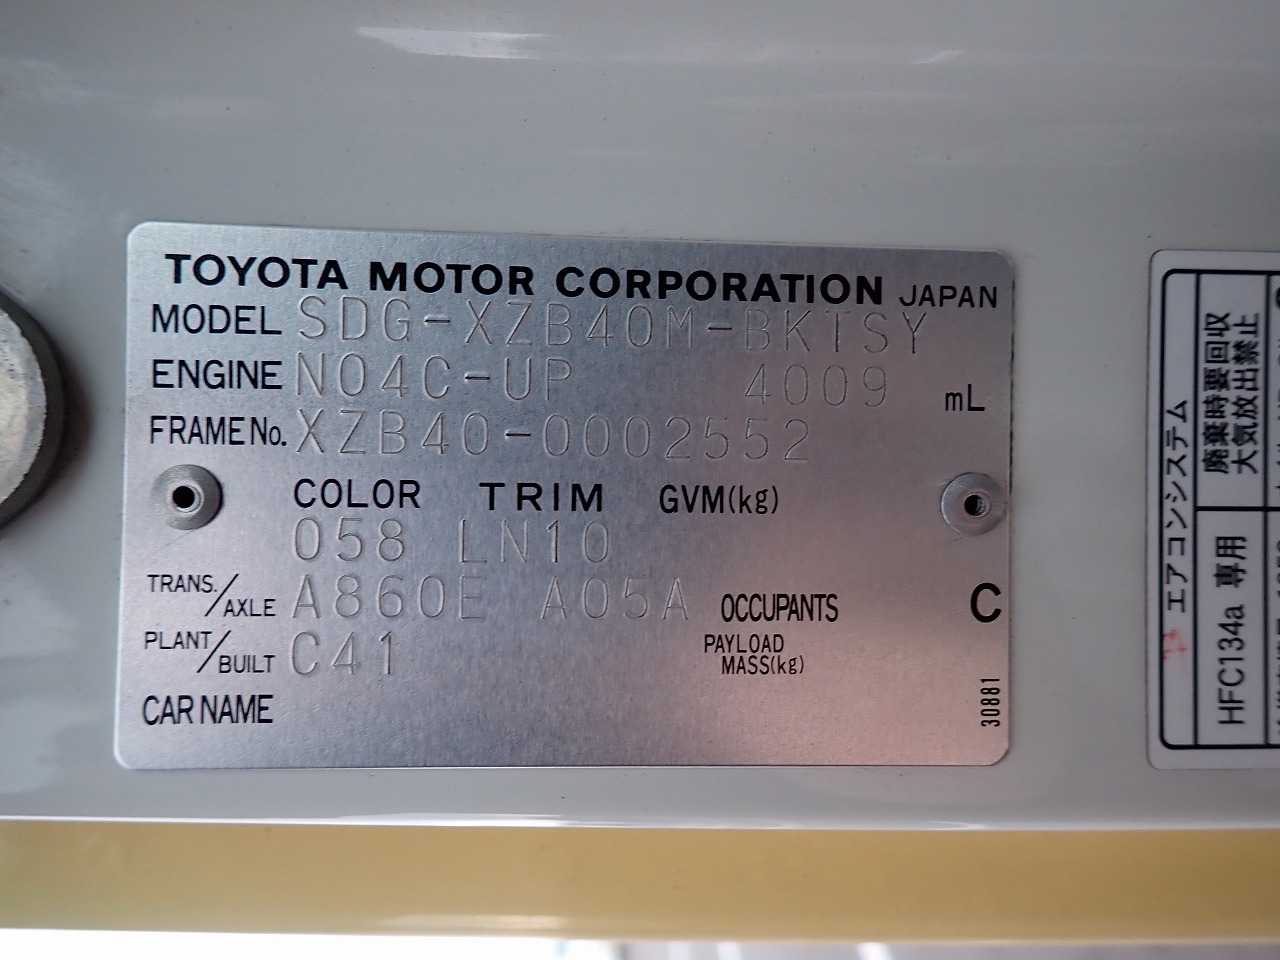 TOYOTA MOTOR CORPORATION JAPAN
MODEL SDG-XZB40M-BKTSY
ENGINE N04C-UP 4009 mL
FRAME No. XZB40-0002552
COLOR TRIM GVM(kg)
058 LN10
TRANS./AXLE A860E A05A OCCUPANTS C
PLANT/BUILT C41 PAYLOAD MASS(kg)
CAR NAME
30881
エアコンシステム
廃棄時要回収
大気放出禁止
HFC134a 専用